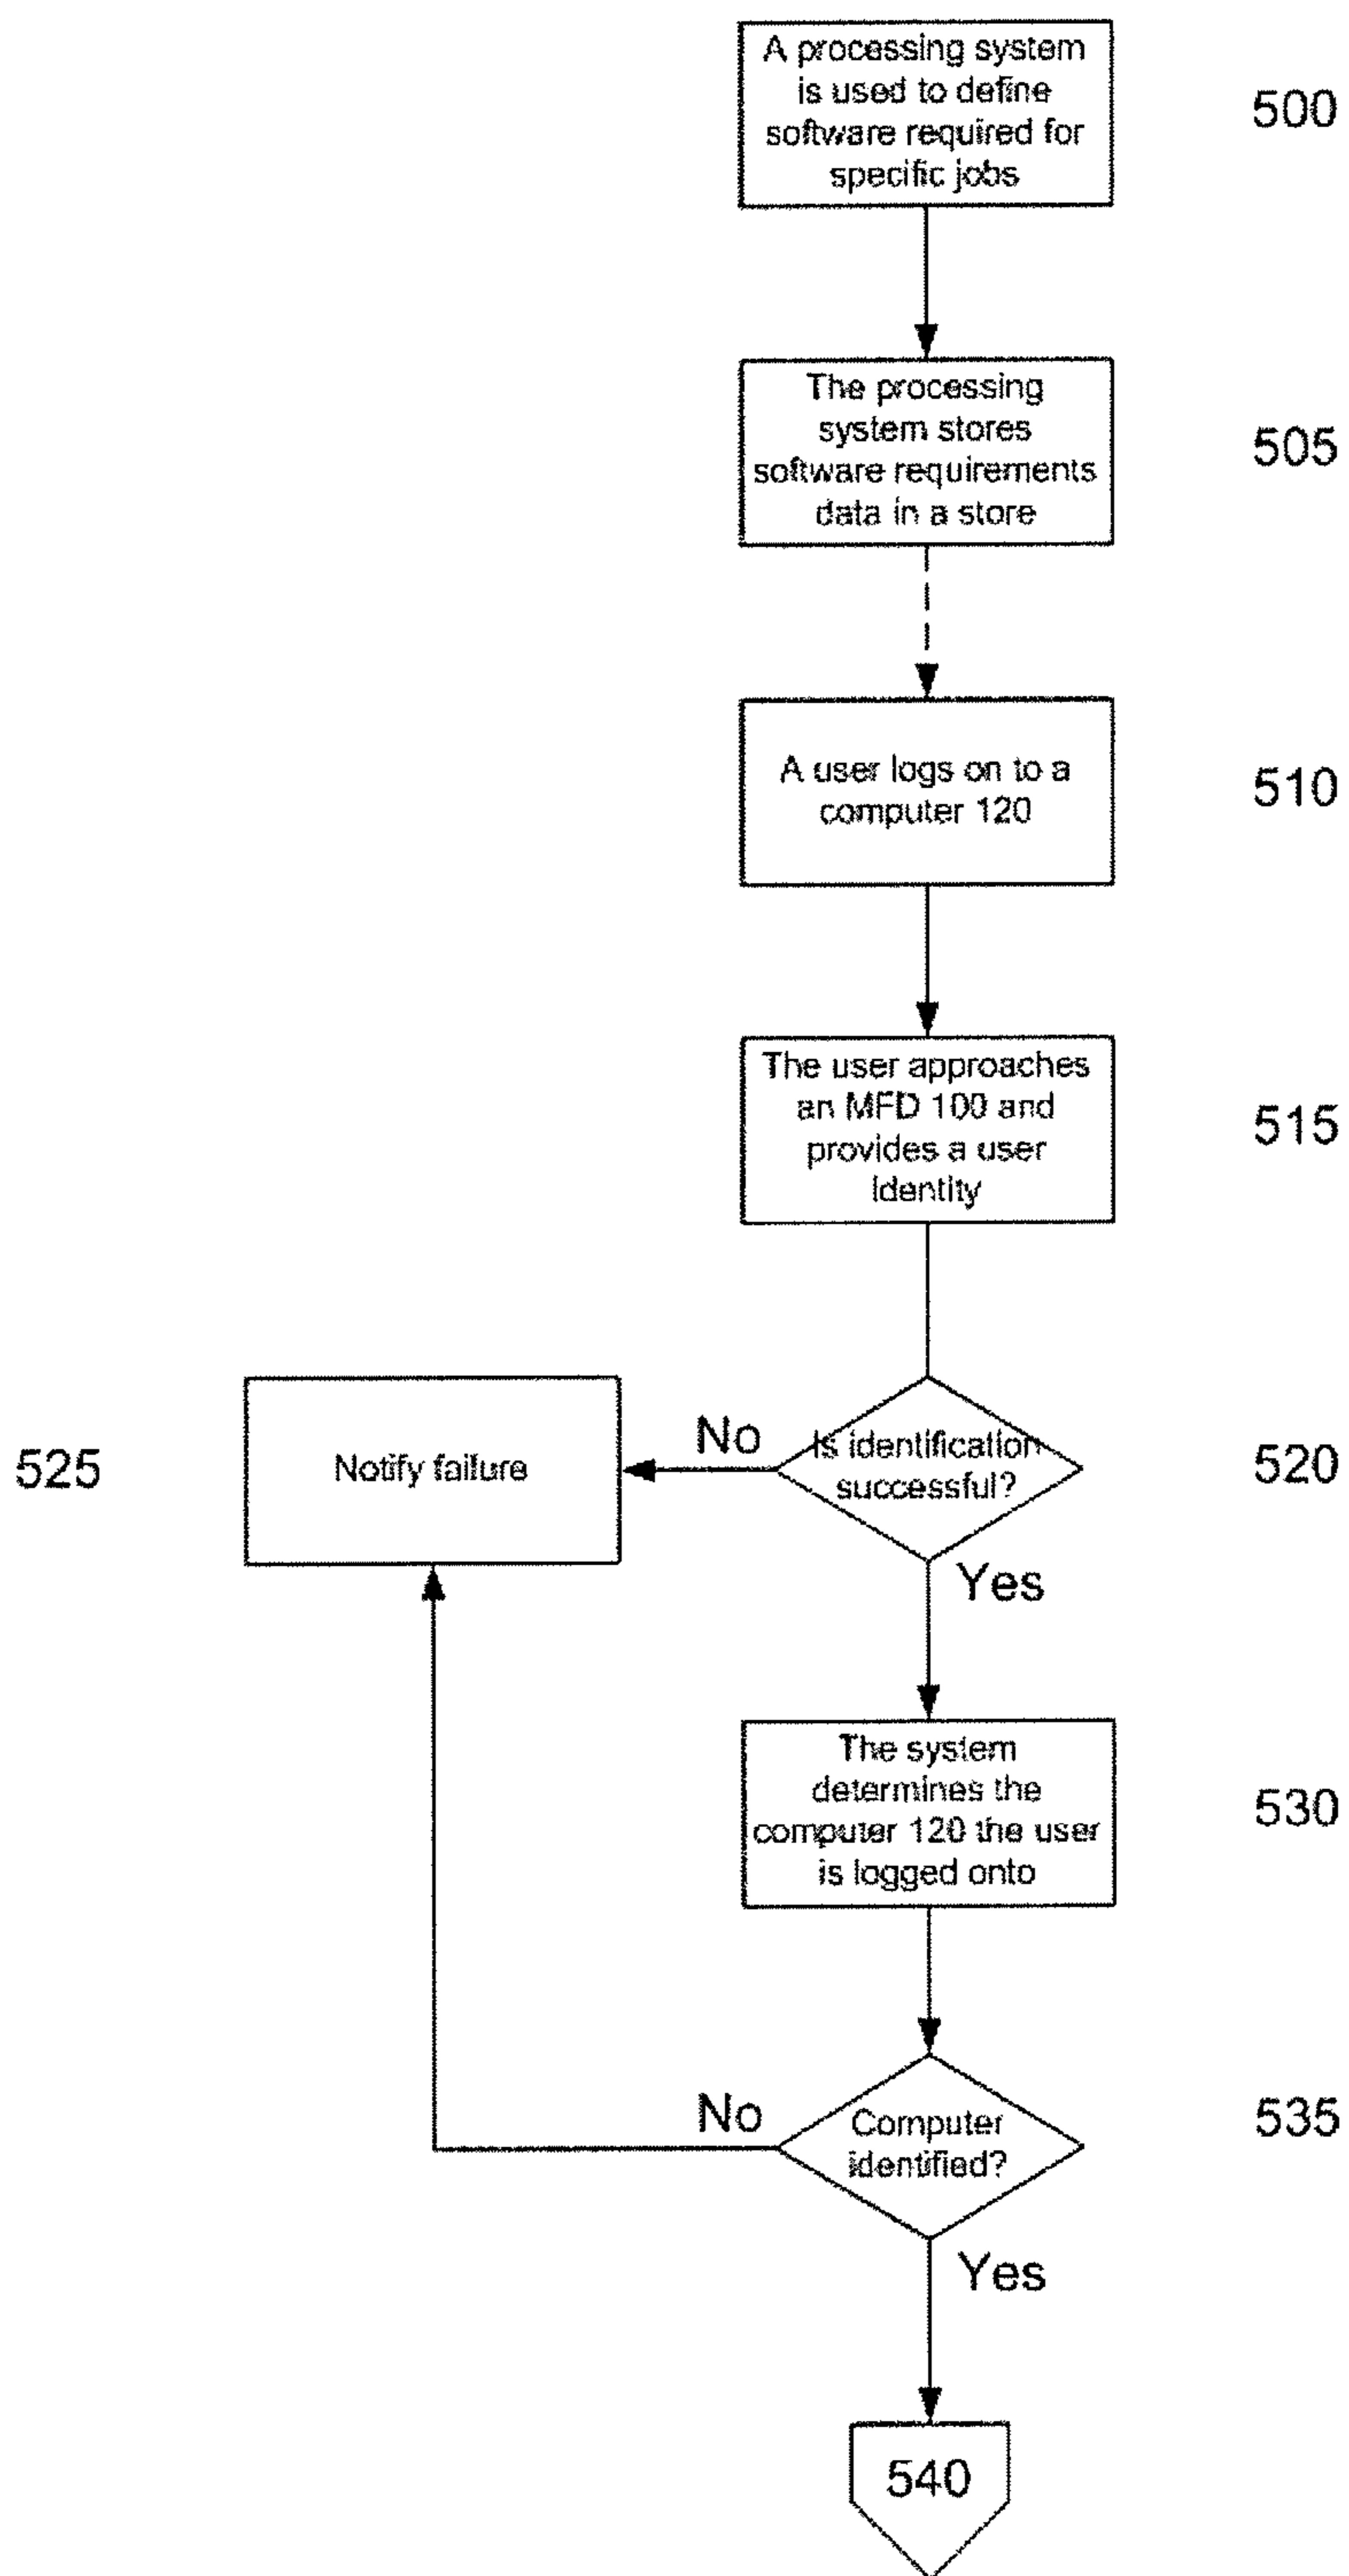 A processing system
is used to define
software required for
specific jobs
500
The processing
system stores
software requirements
data in a store
505
A user logs on to a
computer 120
510
The user approaches
an MFD 100 and
provides a user
identity
515
525
Notify failure
No
Is identification
successful?
520
Yes
The system
determines the
computer 120 the user
is logged onto
530
No
Computer
identified?
535
Yes
540